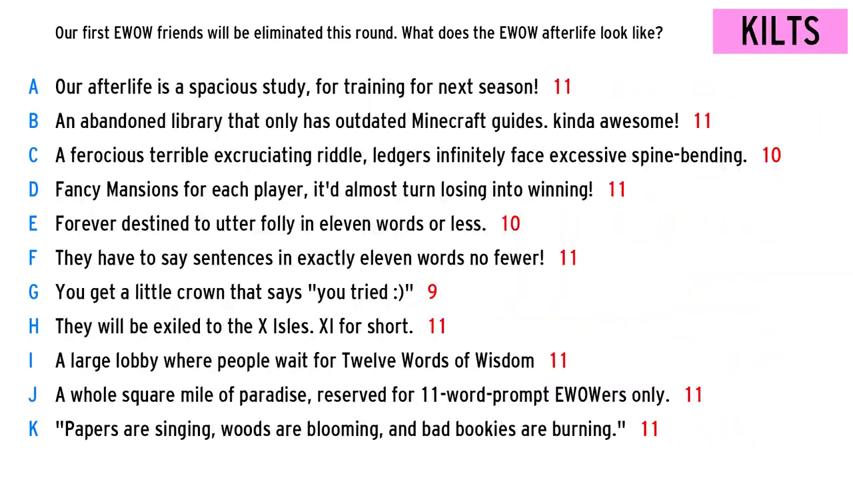 Our first EWOW friends will be eliminated this round. What does the EWOW afterlife look like?
KILTS
A Our afterlife is a spacious study, for training for next season! 11
B An abandoned library that only has outdated Minecraft guides. kinda awesome! 11
C A ferocious terrible excruciating riddle, ledgers infinitely face excessive spine-bending. 10
D Fancy Mansions for each player, it'd almost turn losing into winning! 11
E Forever destined to utter folly in eleven words or less. 10
F They have to say sentences in exactly eleven words no fewer! 11
G You get a little crown that says "you tried :)" 9
H They will be exiled to the X Isles. XI for short. 11
I A large lobby where people wait for Twelve Words of Wisdom 11
J A whole square mile of paradise, reserved for 11-word-prompt EWOWers only. 11
K "Papers are singing, woods are blooming, and bad bookies are burning." 11